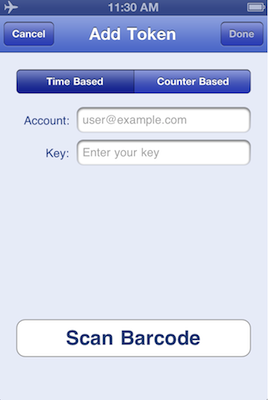 11:30 AM
Cancel Add Token Done
Time Based Counter Based
Account: user@example.com
Key: Enter your key
Scan Barcode